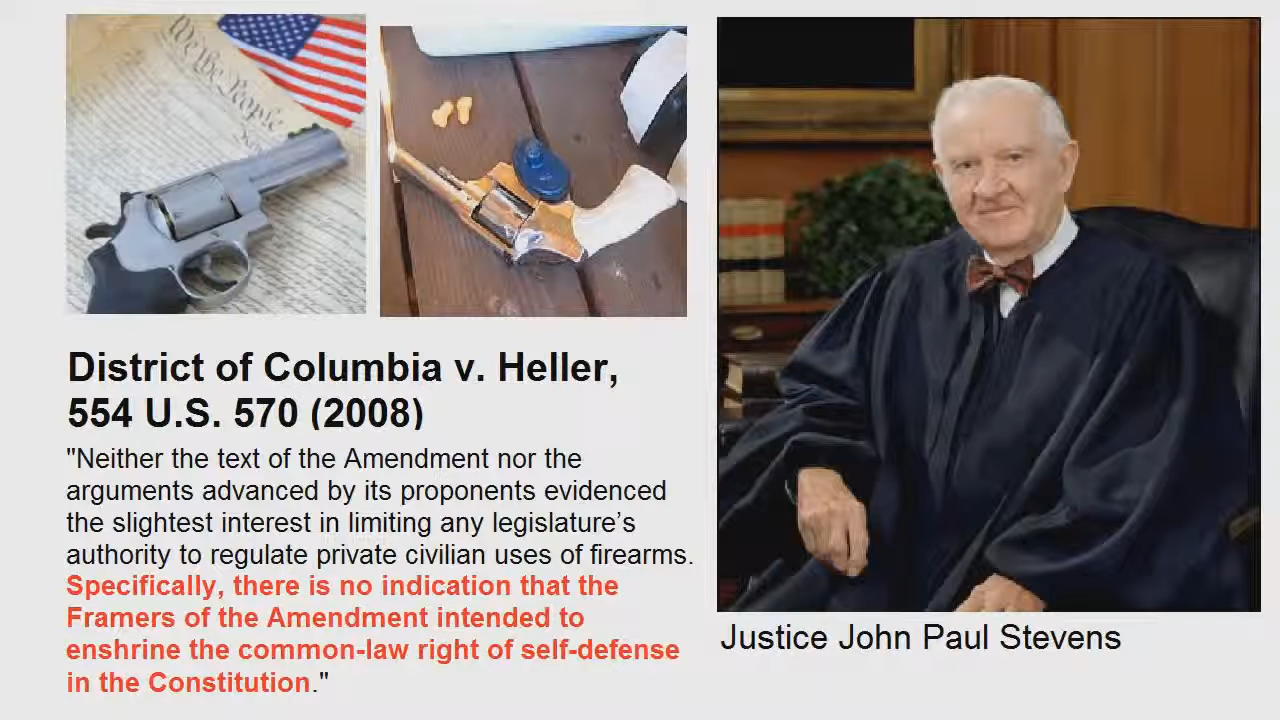 We the People
District of Columbia v. Heller,
554 U.S. 570 (2008)
"Neither the text of the Amendment nor the
arguments advanced by its proponents evidenced
the slightest interest in limiting any legislature’s
authority to regulate private civilian uses of firearms.
Specifically, there is no indication that the
Framers of the Amendment intended to
enshrine the common-law right of self-defense
in the Constitution."
Justice John Paul Stevens